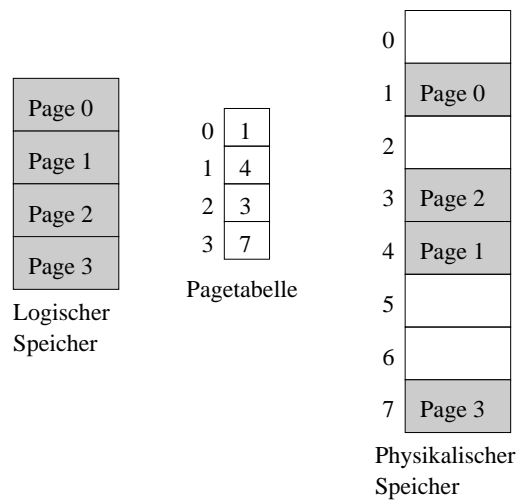 Page 0
Page 1
Page 2
Page 3
Logischer
Speicher
0 1
1 4
2 3
3 7
Pagetabelle
0
1 Page 0
2
3 Page 2
4 Page 1
5
6
7 Page 3
Physikalischer
Speicher